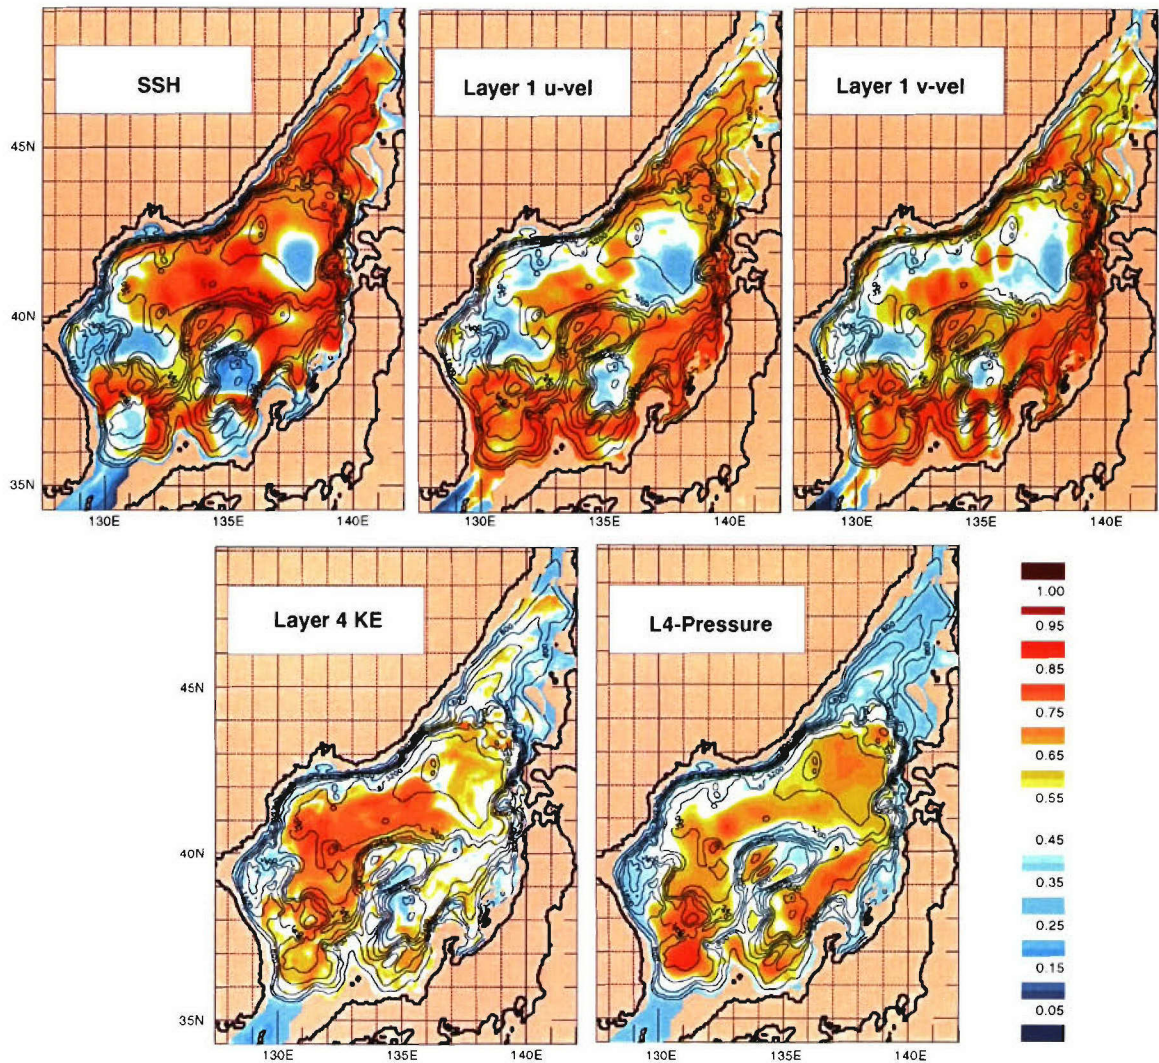 SSH
Layer 1 u-vel
Layer 1 v-vel
45N
40N
35N
130E 135E 140E 130E 135E 140E 130E 135E 140E
Layer 4 KE
L4-Pressure
1.00
0.95
0.85
0.75
0.65
0.55
0.45
0.35
0.25
0.15
0.05
45N
40N
35N
130E 135E 140E 130E 135E 140E